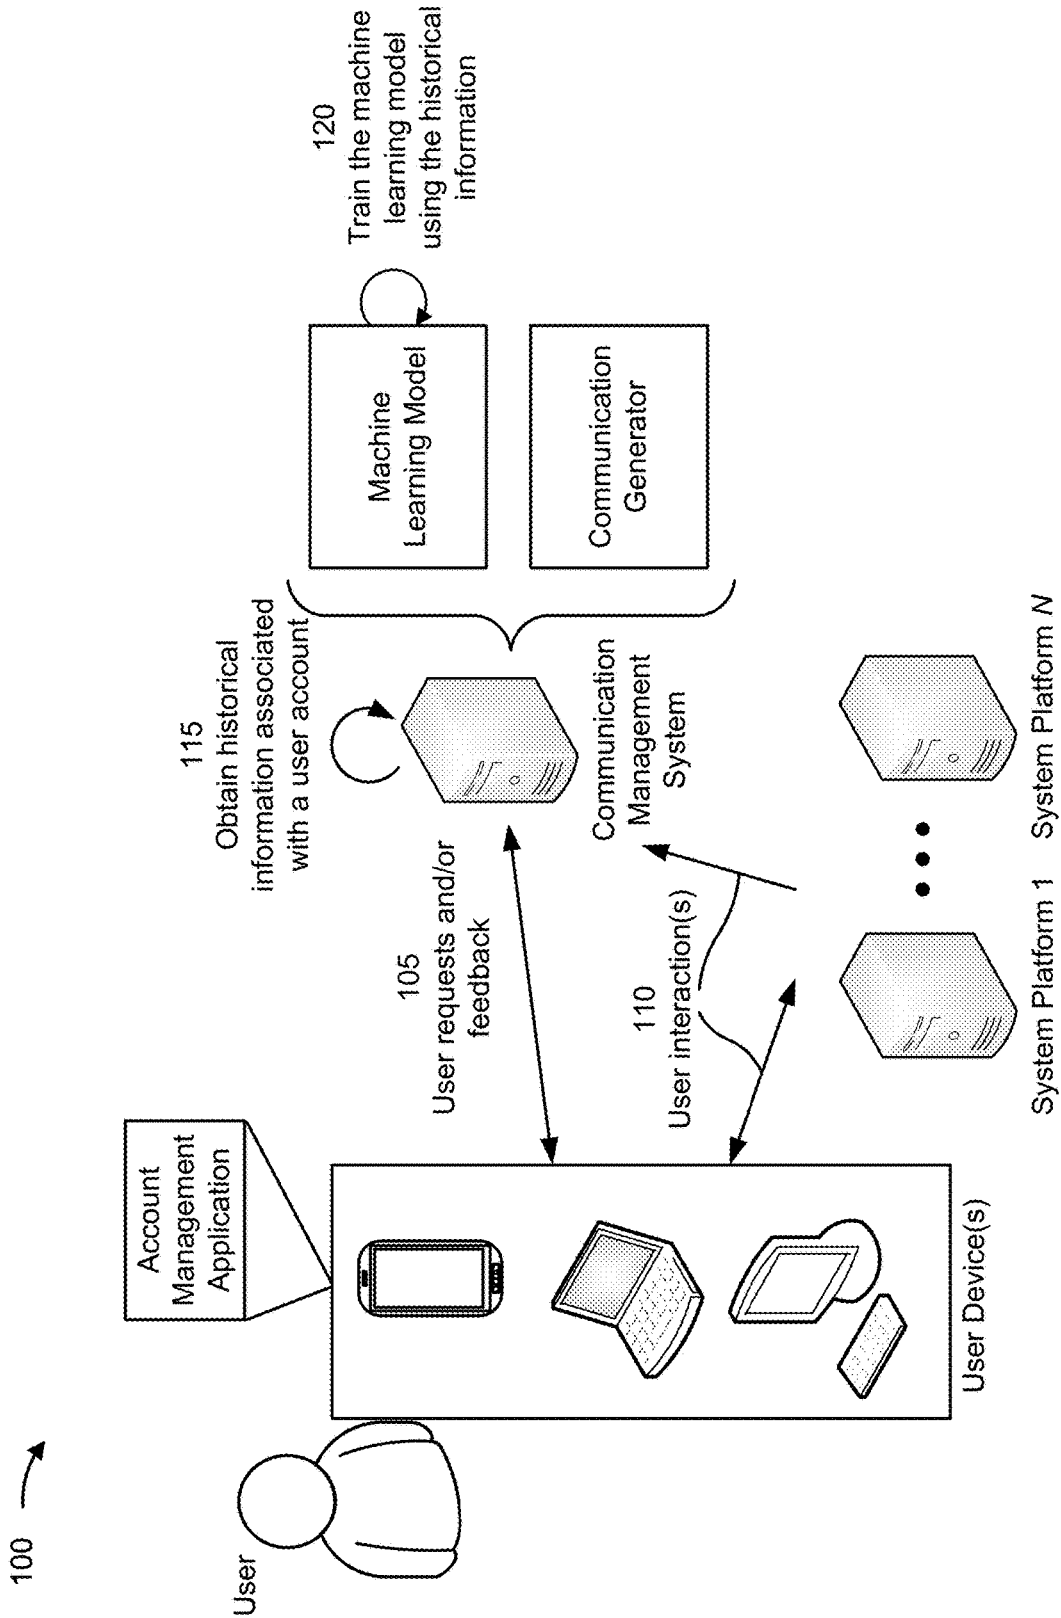 100
User
Account
Management
Application
User Device(s)
105
User requests and/or
feedback
110
User interaction(s)
115
Obtain historical
information associated
with a user account
Communication
Management
System
System Platform 1
System Platform N
Machine
Learning Model
Communication
Generator
120
Train the machine
learning model
using the historical
information